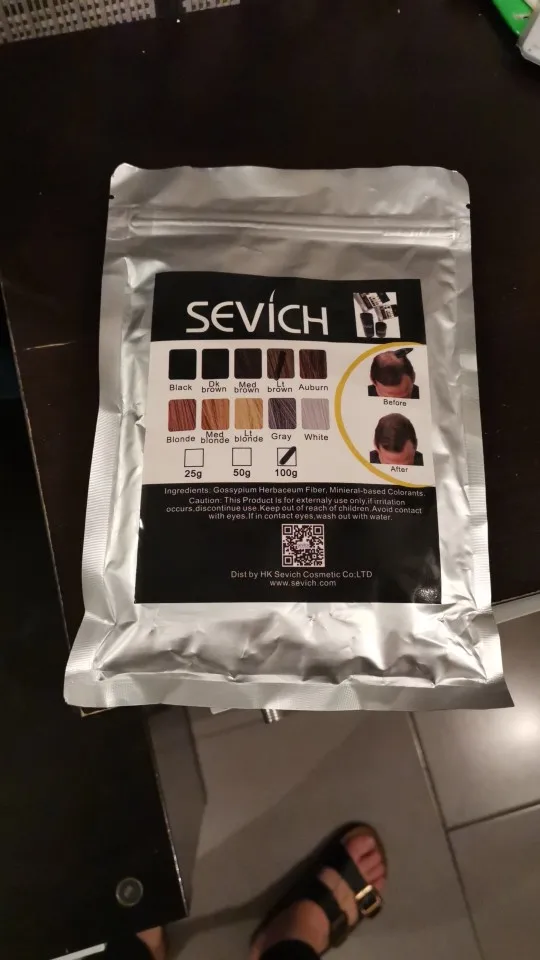 SEVICH
Black
Dk brown
Med brown
Lt brown
Auburn
Blonde
Med blonde
Lt blonde
Gray
White
Before
After
25g
50g
100g
Ingredients: Gossypium Herbaceum Fiber, Minieral-based Colorants.
Caution: This Product is for externaly use only,if irritation
occurs,discontinue use.Keep out of reach of children.Avoid contact
with eyes.If in contact eyes,wash out with water.
Dist by HK Sevich Cosmetic Co;LTD
www.sevich.com